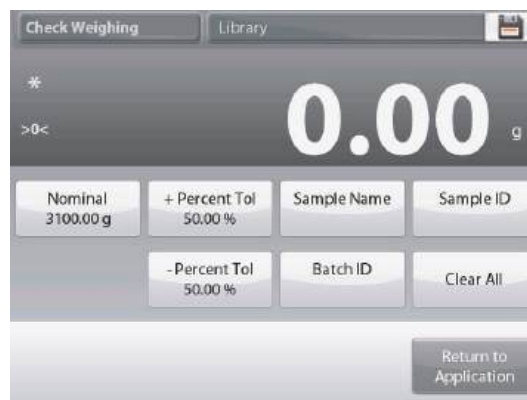 Check Weighing
Library
*
>0<
0.00 g
Nominal
3100.00 g
+ Percent Tol
50.00 %
Sample Name
Sample ID
- Percent Tol
50.00 %
Batch ID
Clear All
Return to
Application